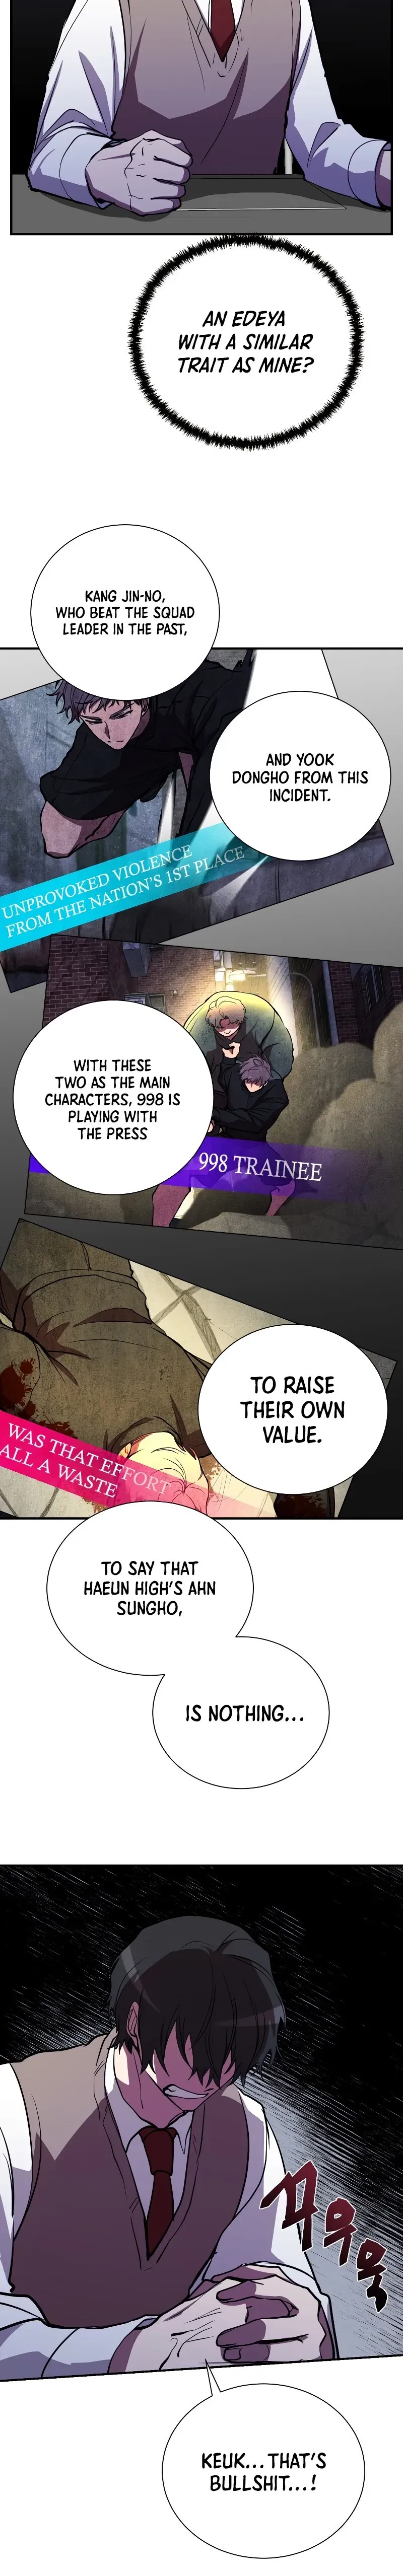 AN EDEYA
WITH A SIMILAR
TRAIT AS MINE?
KANG JIN-NO,
WHO BEAT THE SQUAD
LEADER IN THE PAST,
AND YOOK
DONGHO FROM THIS
INCIDENT.
UNPROVOKED VIOLENCE
FROM THE NATION'S 1ST PLACE
WITH THESE
TWO AS THE MAIN
CHARACTERS, 998 IS
PLAYING WITH
THE PRESS
998 TRAINEE
TO RAISE
THEIR OWN
VALUE.
WAS THAT EFFORT
ALL A WASTE
TO SAY THAT
HAEUN HIGH'S AHN
SUNGHO,
IS NOTHING...
꾸우욱
KEUK...THAT'S
BULLSHIT...!